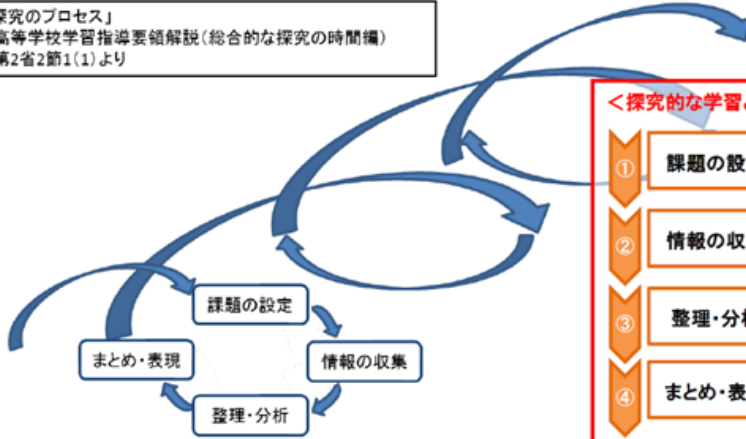 探究のプロセス」
高等学校学習指導要領解説(総合的な探究の時間編)
第2省2節1(1)より
＜探究的な学習
① 課題の設
② 情報の収
③ 整理・分
④ まとめ・表
課題の設定
まとめ・表現
情報の収集
整理・分析